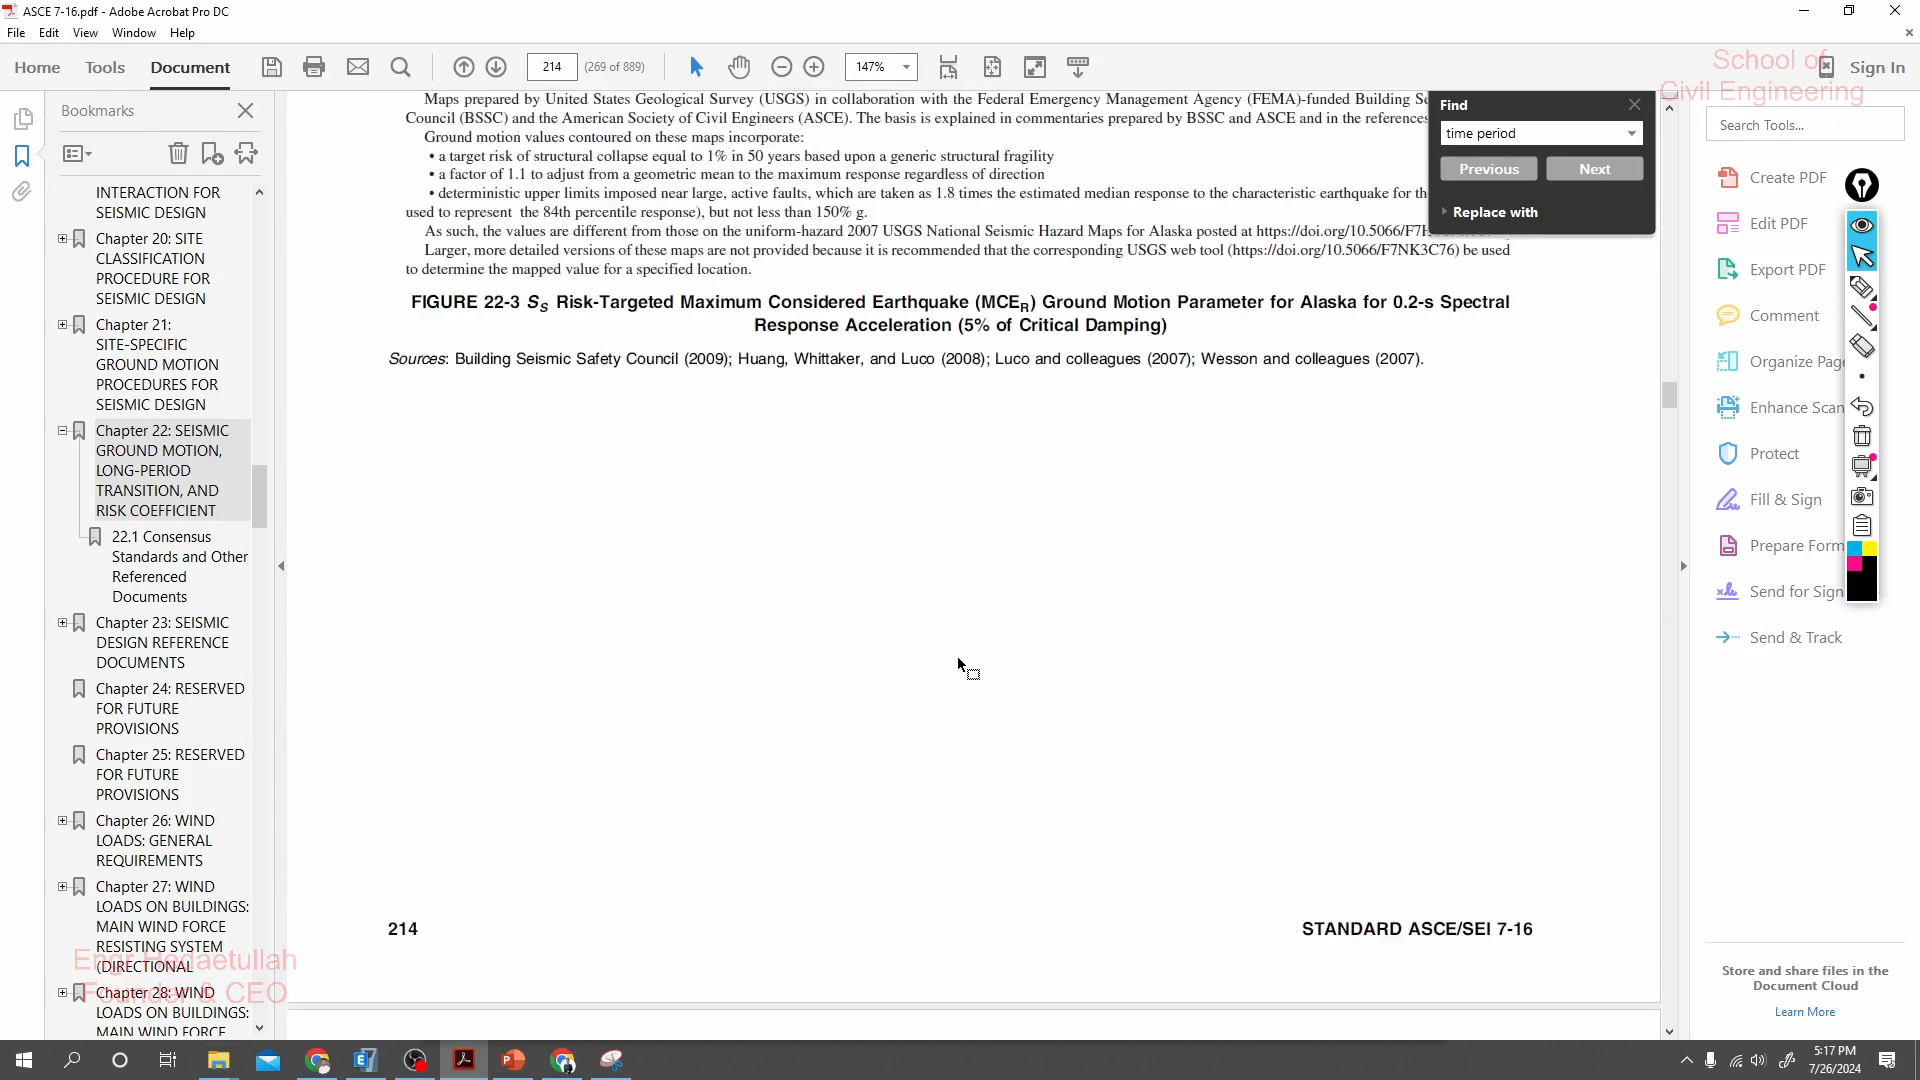 ASCE 7-16.pdf - Adobe Acrobat Pro DC
File Edit View Window Help
Home Tools Document
214 (269 of 889)
147%
School of
Civil Engineering
Sign In
Bookmarks
INTERACTION FOR
SEISMIC DESIGN
Chapter 20: SITE
CLASSIFICATION
PROCEDURE FOR
SEISMIC DESIGN
Chapter 21:
SITE-SPECIFIC
GROUND MOTION
PROCEDURES FOR
SEISMIC DESIGN
Chapter 22: SEISMIC
GROUND MOTION,
LONG-PERIOD
TRANSITION, AND
RISK COEFFICIENT
22.1 Consensus
Standards and Other
Referenced
Documents
Chapter 23: SEISMIC
DESIGN REFERENCE
DOCUMENTS
Chapter 24: RESERVED
FOR FUTURE
PROVISIONS
Chapter 25: RESERVED
FOR FUTURE
PROVISIONS
Chapter 26: WIND
LOADS: GENERAL
REQUIREMENTS
Chapter 27: WIND
LOADS ON BUILDINGS:
MAIN WIND FORCE
RESISTING SYSTEM
(DIRECTIONAL
Chapter 28: WIND
LOADS ON BUILDINGS:
MAIN WIND FORCE
Engr Hedaetullah
Founder & CEO
Maps prepared by United States Geological Survey (USGS) in collaboration with the Federal Emergency Management Agency (FEMA)-funded Building Se
Council (BSSC) and the American Society of Civil Engineers (ASCE). The basis is explained in commentaries prepared by BSSC and ASCE and in the references
Ground motion values contoured on these maps incorporate:
• a target risk of structural collapse equal to 1% in 50 years based upon a generic structural fragility
• a factor of 1.1 to adjust from a geometric mean to the maximum response regardless of direction
• deterministic upper limits imposed near large, active faults, which are taken as 1.8 times the estimated median response to the characteristic earthquake for th
used to represent the 84th percentile response), but not less than 150% g.
As such, the values are different from those on the uniform-hazard 2007 USGS National Seismic Hazard Maps for Alaska posted at https://doi.org/10.5066/F7
Larger, more detailed versions of these maps are not provided because it is recommended that the corresponding USGS web tool (https://doi.org/10.5066/F7NK3C76) be used
to determine the mapped value for a specified location.
FIGURE 22-3 SS Risk-Targeted Maximum Considered Earthquake (MCER) Ground Motion Parameter for Alaska for 0.2-s Spectral
Response Acceleration (5% of Critical Damping)
Sources: Building Seismic Safety Council (2009); Huang, Whittaker, and Luco (2008); Luco and colleagues (2007); Wesson and colleagues (2007).
214 STANDARD ASCE/SEI 7-16
Find
time period
Previous Next
Replace with
Search Tools...
Create PDF
Edit PDF
Export PDF
Comment
Organize Page
Enhance Scan
Protect
Fill & Sign
Prepare Form
Send for Sign
Send & Track
Store and share files in the
Document Cloud
Learn More
5:17 PM
7/26/2024